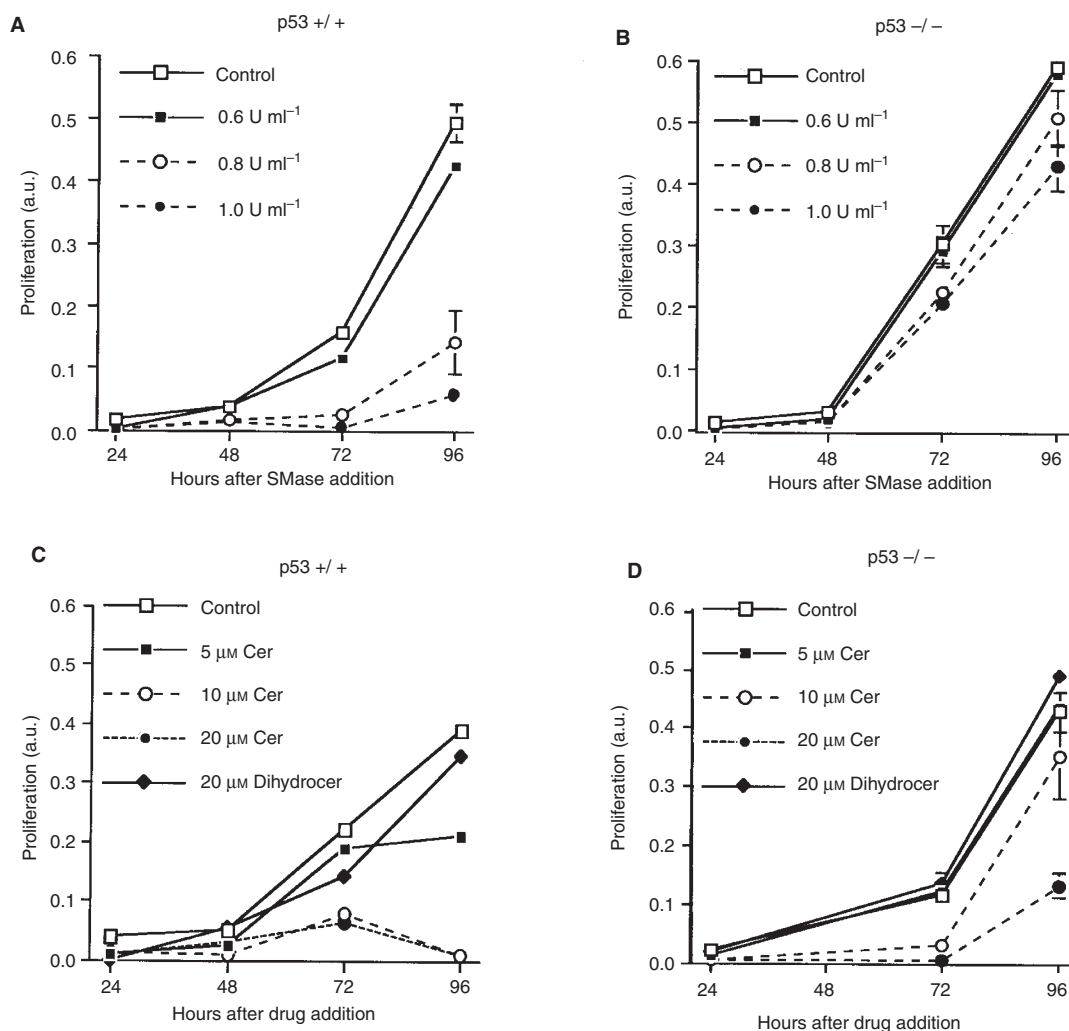 A
p53 +/ +
0.6
0.5
0.4
0.3
0.2
0.1
0.0
Proliferation (a.u.)
Control
0.6 U ml⁻¹
0.8 U ml⁻¹
1.0 U ml⁻¹
24 48 72 96
Hours after SMase addition
B
p53 –/ –
0.6
0.5
0.4
0.3
0.2
0.1
0.0
Proliferation (a.u.)
Control
0.6 U ml⁻¹
0.8 U ml⁻¹
1.0 U ml⁻¹
24 48 72 96
Hours after SMase addition
C
p53 +/ +
0.6
0.5
0.4
0.3
0.2
0.1
0.0
Proliferation (a.u.)
Control
5 μM Cer
10 μM Cer
20 μM Cer
20 μM Dihydrocer
24 48 72 96
Hours after drug addition
D
p53 –/ –
0.6
0.5
0.4
0.3
0.2
0.1
0.0
Proliferation (a.u.)
Control
5 μM Cer
10 μM Cer
20 μM Cer
20 μM Dihydrocer
24 48 72 96
Hours after drug addition